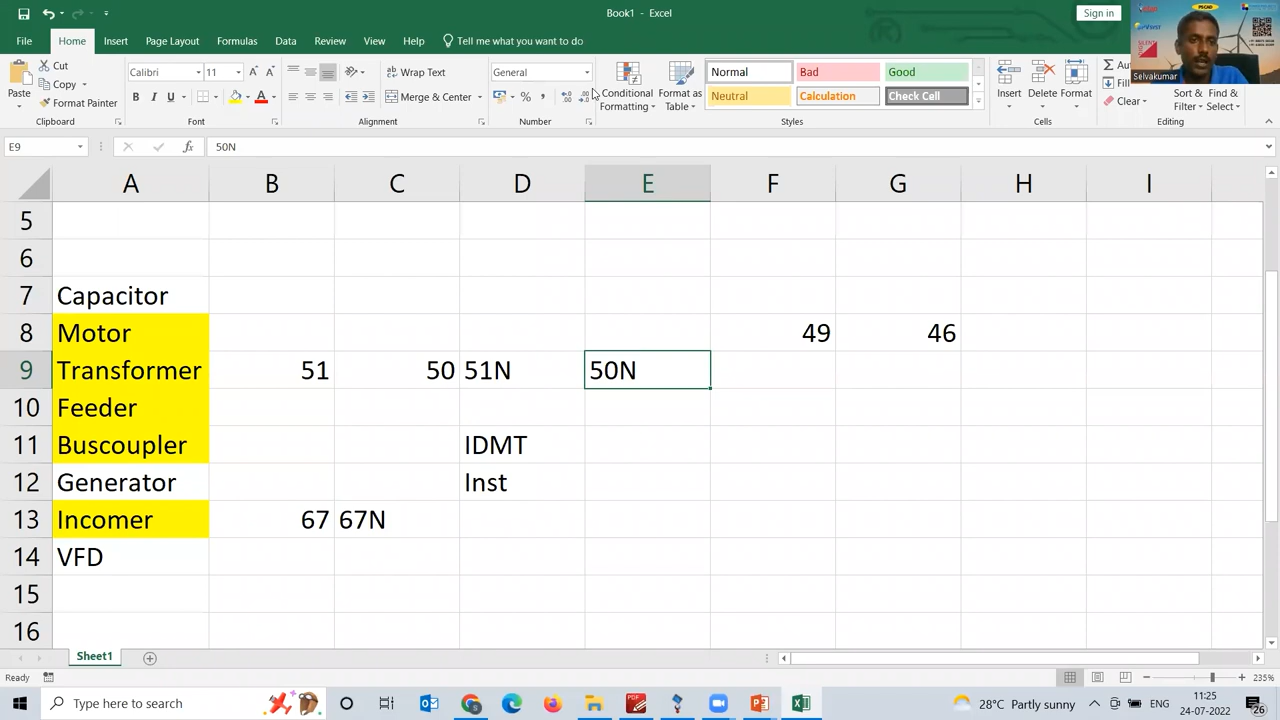 Book1 - Excel
Sign in
File Home Insert Page Layout Formulas Data Review View Help Tell me what you want to do
Paste
Cut
Copy
Format Painter
Clipboard
Calibri 11
B I U
Font
Wrap Text
Merge & Center
Alignment
General
Number
Conditional Formatting
Format as Table
Normal Bad Good
Neutral Calculation Check Cell
Styles
Insert Delete Format
Cells
Clear
Sort & Filter
Find & Select
Editing
Selvakumar
E9 50N
A B C D E F G H I
5
6
7 Capacitor
8 Motor 49 46
9 Transformer 51 50 51N 50N
10 Feeder
11 Buscoupler IDMT
12 Generator Inst
13 Incomer 67 67N
14 VFD
15
16
Sheet1
Ready 235%
Type here to search
28°C Partly sunny
ENG
11:25
24-07-2022
26